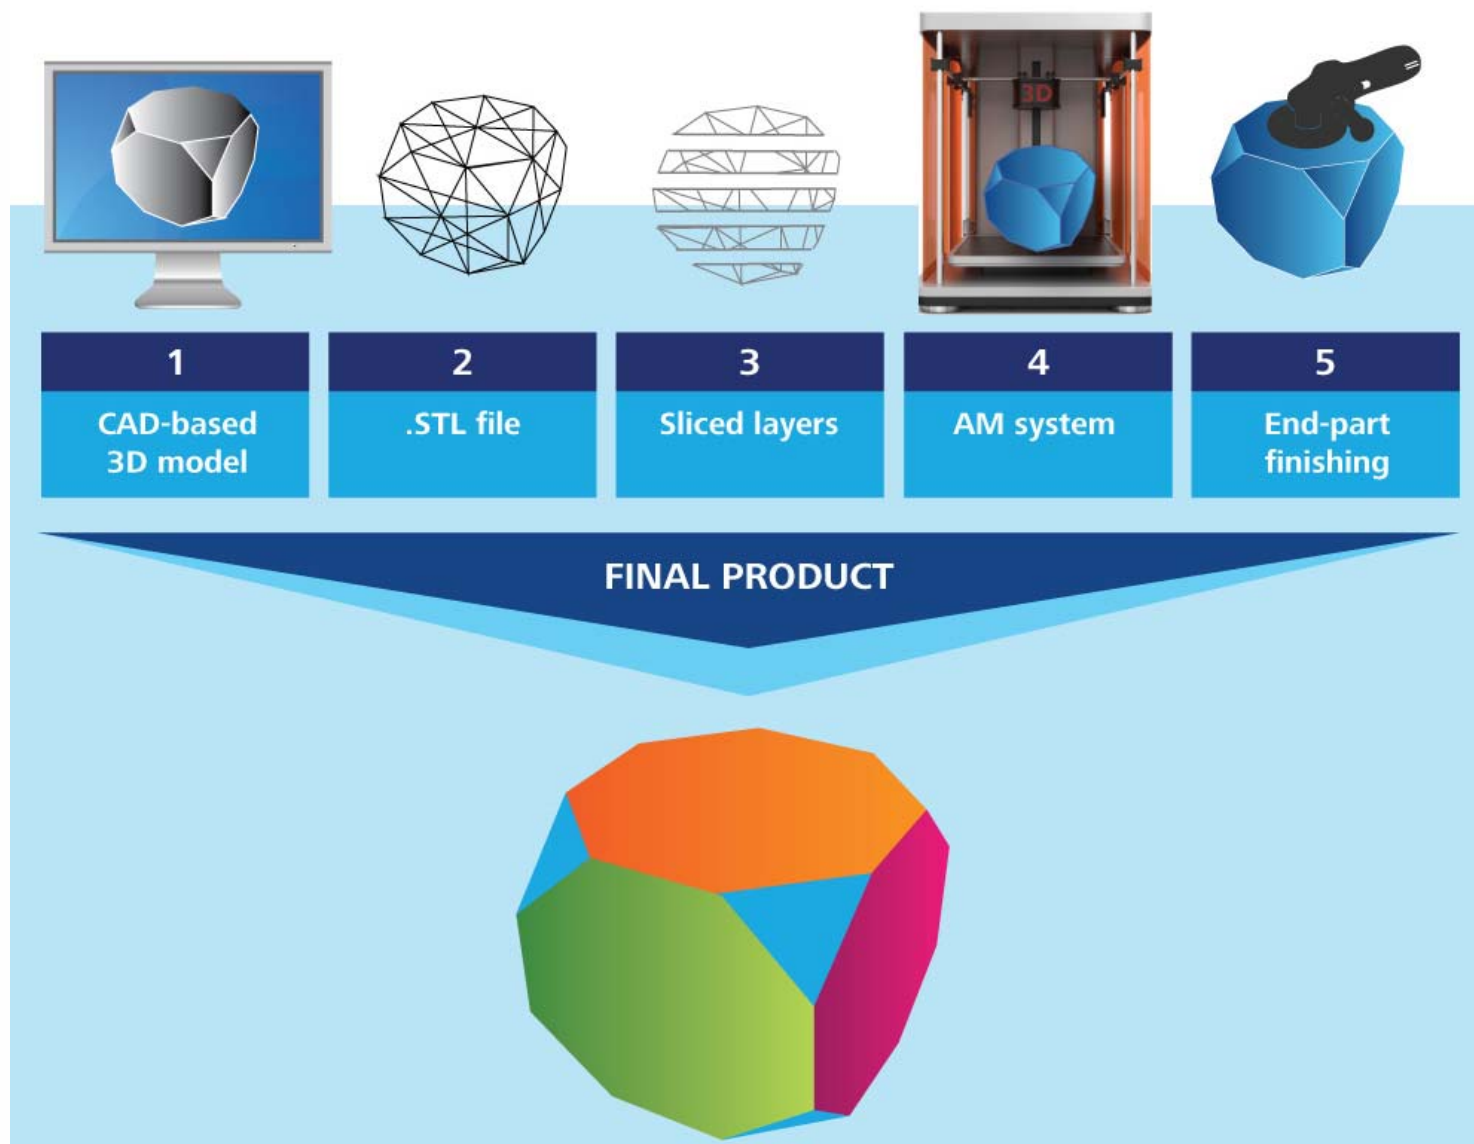 3D
1
CAD-based
3D model
2
.STL file
3
Sliced layers
4
AM system
5
End-part
finishing
FINAL PRODUCT